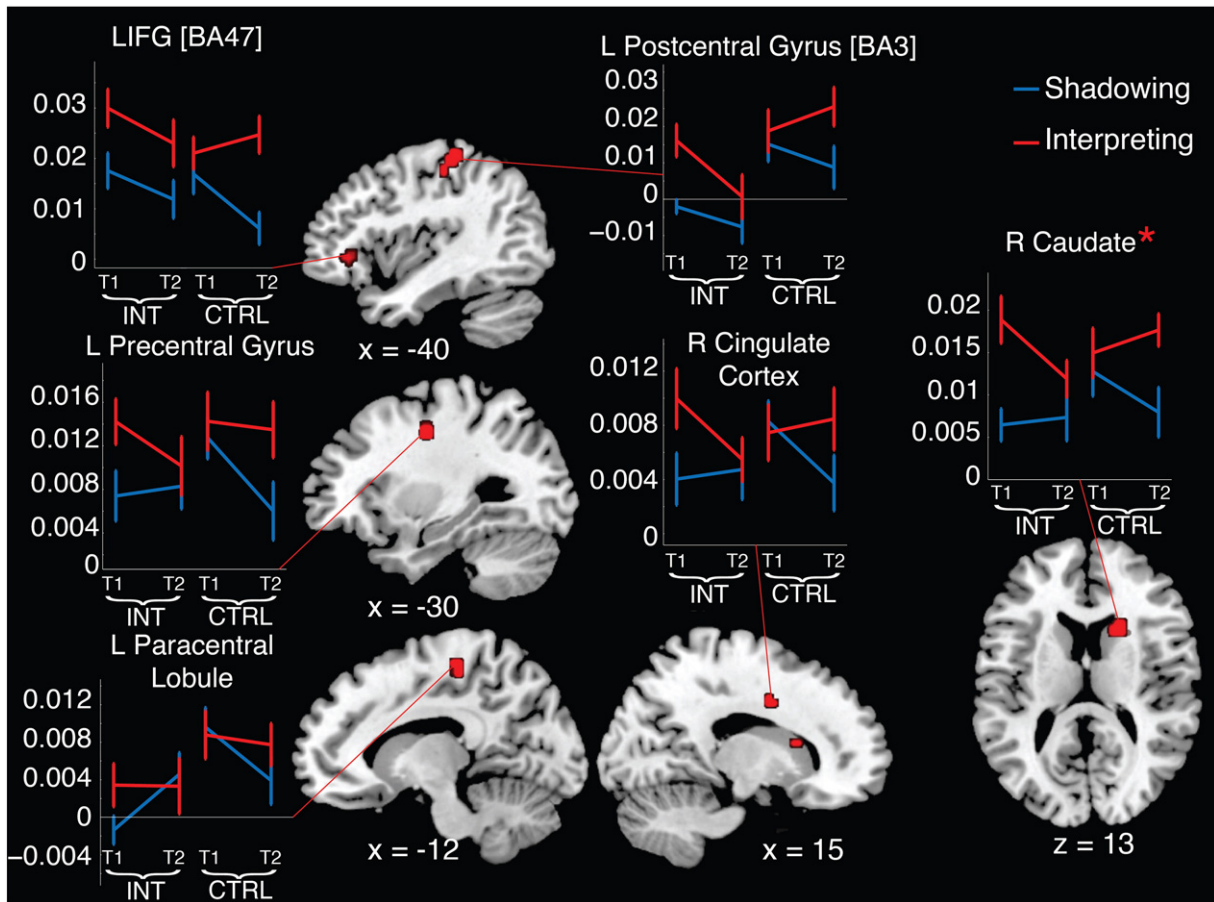 LIFG [BA47]
0.03
0.02
0.01
0
T1 T2 T1 T2
INT CTRL
L Postcentral Gyrus [BA3]
0.03
0.02
0.01
0
−0.01
T1 T2 T1 T2
INT CTRL
Shadowing
Interpreting
x = -40
L Precentral Gyrus
0.016
0.012
0.008
0.004
0
T1 T2 T1 T2
INT CTRL
x = -30
R Cingulate
Cortex
0.012
0.008
0.004
0
T1 T2 T1 T2
INT CTRL
R Caudate*
0.02
0.015
0.01
0.005
0
T1 T2 T1 T2
INT CTRL
L Paracentral
Lobule
0.012
0.008
0.004
0
−0.004
T1 T2 T1 T2
INT CTRL
x = -12
x = 15
z = 13